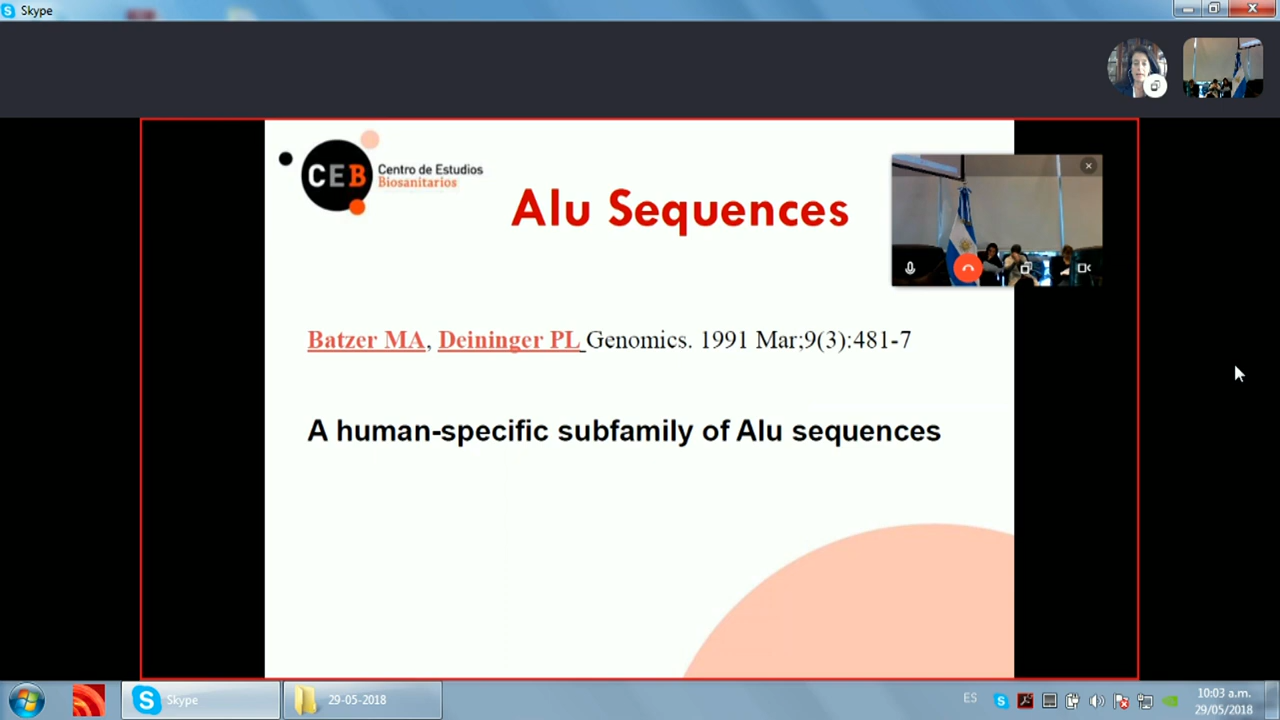 Skype
CEB
Centro de Estudios
Biosanitarios
Alu Sequences
Batzer MA, Deininger PL Genomics. 1991 Mar;9(3):481-7
A human-specific subfamily of Alu sequences
Skype
29-05-2018
ES
10:03 a.m.
29/05/2018